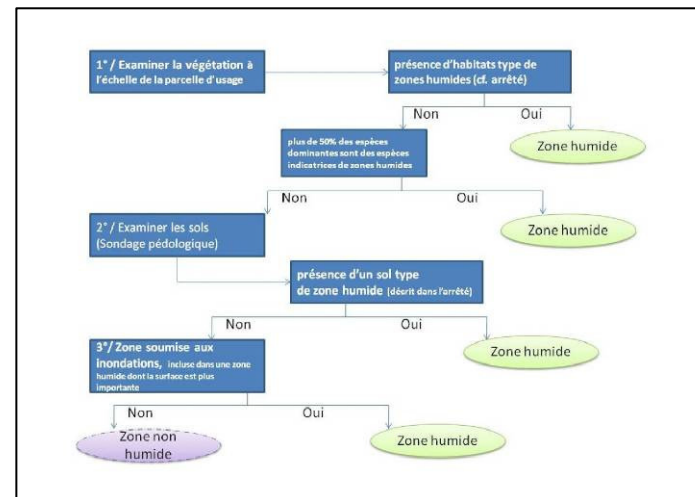 1°/ Examiner la végétation à
l'échelle de la parcelle d'usage
présence d'habitats type de
zones humides (cf. arrêté)
Non
Oui
plus de 50% des espèces
dominantes sont des espèces
indicatrices de zones humides
Zone humide
Non
Oui
2°/ Examiner les sols
(Sondage pédologique)
Zone humide
présence d'un sol type
de zone humide (décrit dans l'arrêté)
Non
Oui
3°/ Zone soumise aux
inondations, incluse dans une zone
humide dont la surface est plus
importante
Zone humide
Non
Oui
Zone non
humide
Zone humide